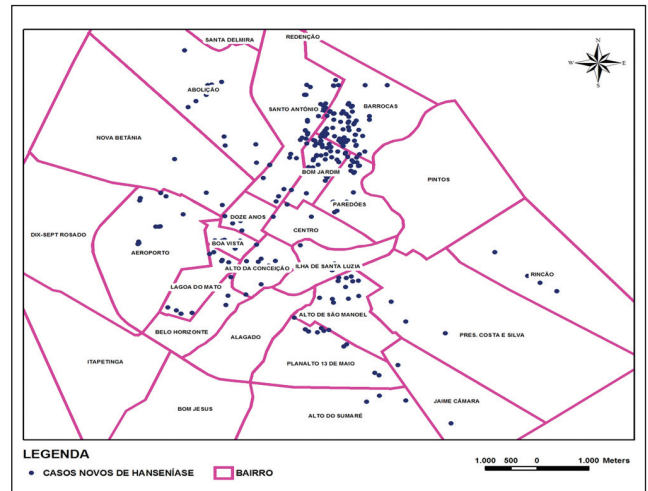 SANTA DELMIRA
REDENÇÃO
N
W E
S
ABOLIÇÃO
SANTO ANTÔNIO
BARROCAS
NOVA BETÂNIA
BOM JARDIM
PINTOS
PAREDÕES
DOZE ANOS
DIX-SEPT ROSADO
CENTRO
BOA VISTA
AEROPORTO
ALTO DA CONCEIÇÃO
ILHA DE SANTA LUZIA
RINCÃO
LAGOA DO MATO
ALTO DE SÃO MANOEL
BELO HORIZONTE
ALAGADO
PRES. COSTA E SILVA
ITAPETINGA
PLANALTO 13 DE MAIO
JAIME CÂMARA
BOM JESUS
ALTO DO SUMARÉ
LEGENDA
CASOS NOVOS DE HANSENÍASE BAIRRO
1.000 500 0 1.000 Meters